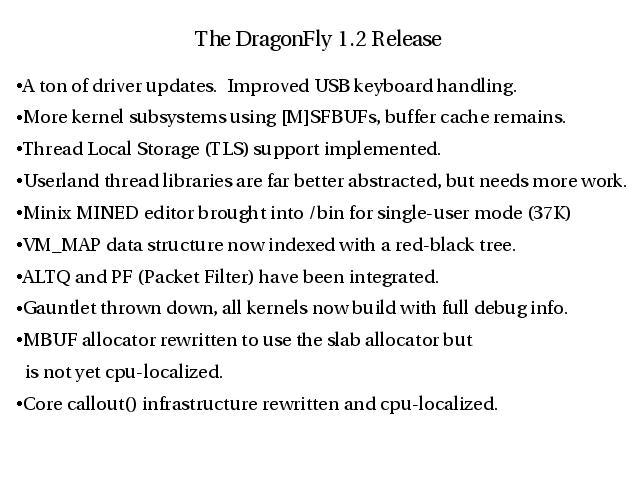 The DragonFly 1.2 Release
•A ton of driver updates.  Improved USB keyboard handling.
•More kernel subsystems using [M]SFBUFs, buffer cache remains.
•Thread Local Storage (TLS) support implemented.
•Userland thread libraries are far better abstracted, but needs more work.
•Minix MINED editor brought into /bin for single-user mode (37K)
•VM_MAP data structure now indexed with a red-black tree.
•ALTQ and PF (Packet Filter) have been integrated.
•Gauntlet thrown down, all kernels now build with full debug info.
•MBUF allocator rewritten to use the slab allocator but
is not yet cpu-localized.
•Core callout() infrastructure rewritten and cpu-localized.